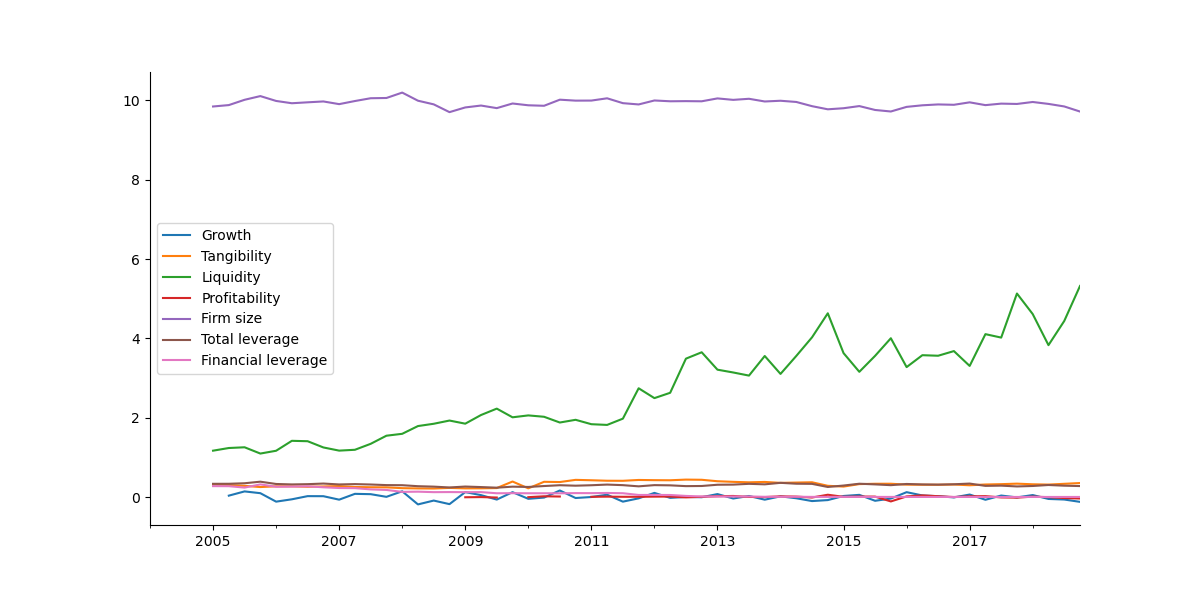 10
8
6
4
2
0
Growth
Tangibility
Liquidity
Profitability
Firm size
Total leverage
Financial leverage
2005 2007 2009 2011 2013 2015 2017